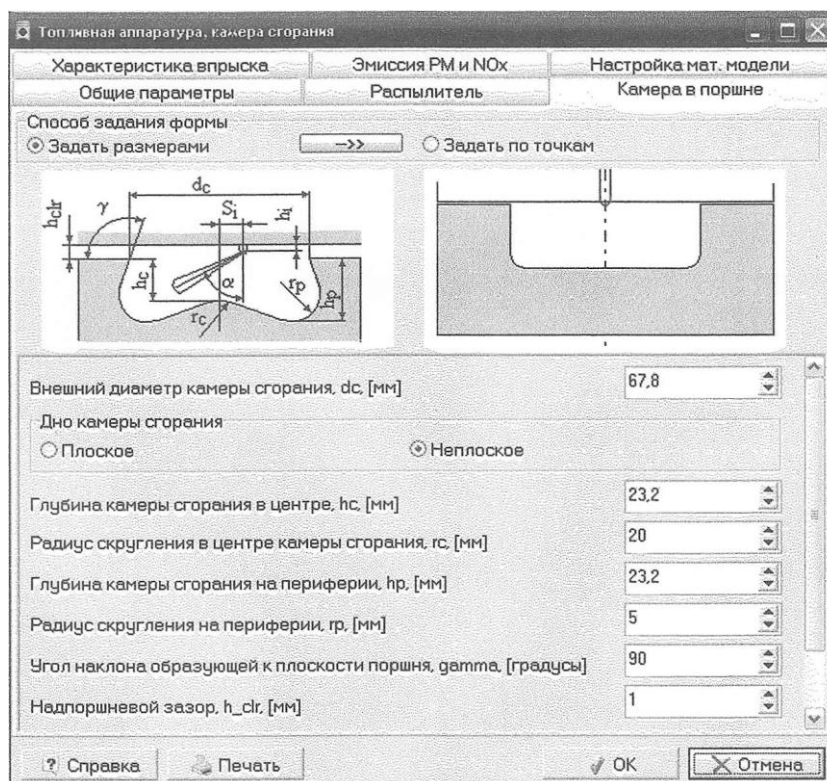 Топливная аппаратура, камера сгорания
Характеристика впрыска
Эмиссия РМ и NOx
Настройка мат. модели
Общие параметры
Распылитель
Камера в поршне
Способ задания формы
Задать размерами
-->>
Задать по точкам
dc
Si
hi
hclr
γ
hc
α
rp
hp
rc
Внешний диаметр камеры сгорания, dc, [мм]
67,8
Дно камеры сгорания
Плоское
Неплоское
Глубина камеры сгорания в центре, hc, [мм]
23,2
Радиус скругления в центре камеры сгорания, rc, [мм]
20
Глубина камеры сгорания на периферии, hp, [мм]
23,2
Радиус скругления на периферии, rp, [мм]
5
Угол наклона образующей к плоскости поршня, gamma, [градусы]
90
Надпоршневой зазор, h_clr, [мм]
1
Справка
Печать
OK
Отмена